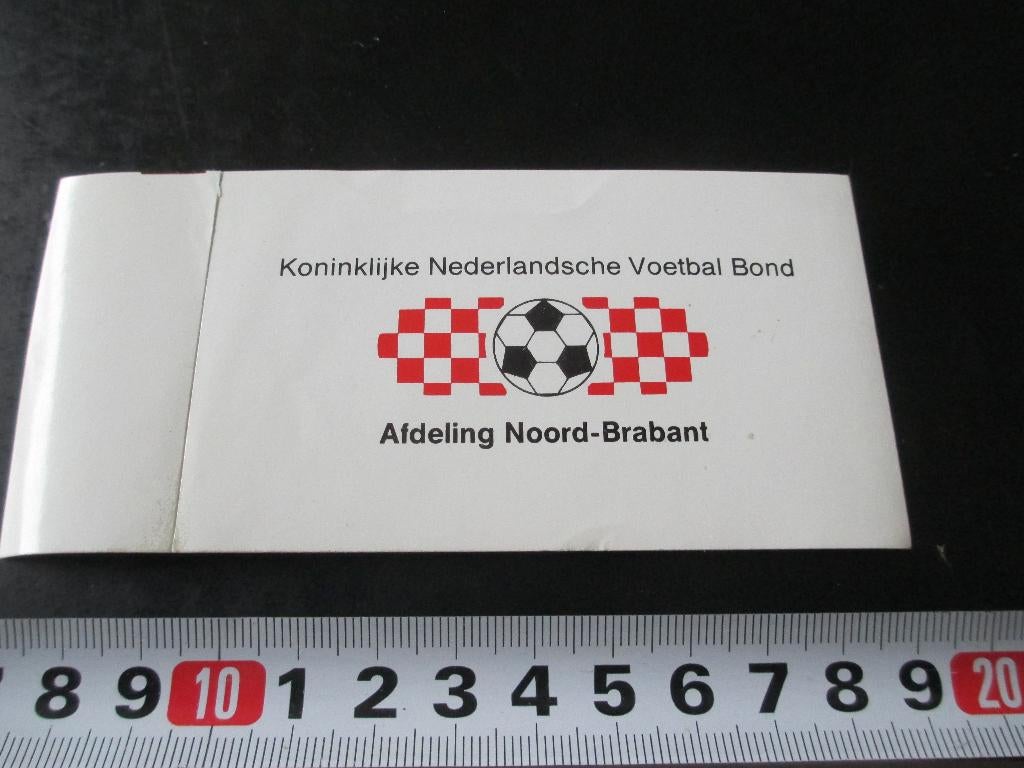 Koninklijke Nederlandsche Voetbal Bond
Afdeling Noord-Brabant
8 9 10 1 2 3 4 5 6 7 8 9 20